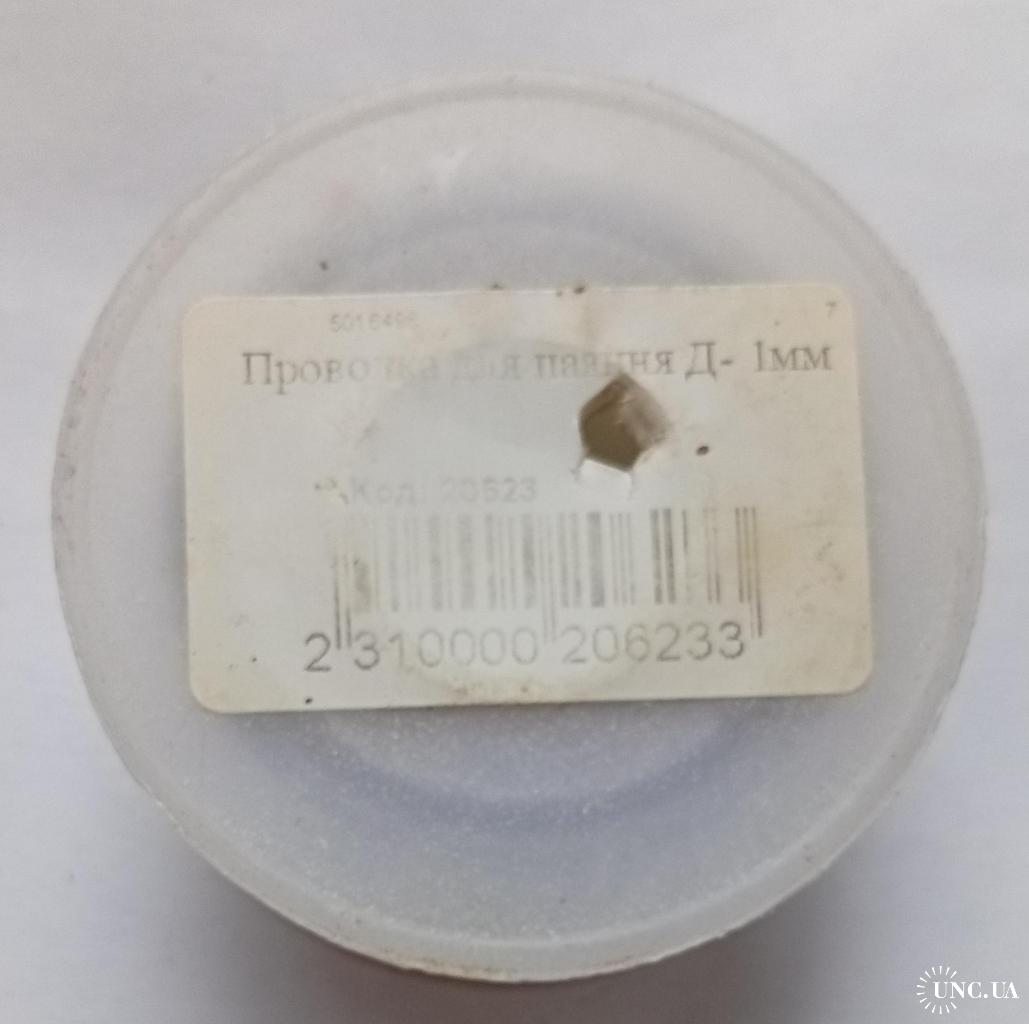 5016496
7
Проволка для паяння Д- 1мм
Код: 20623
2 310000 206233
UNC.UA